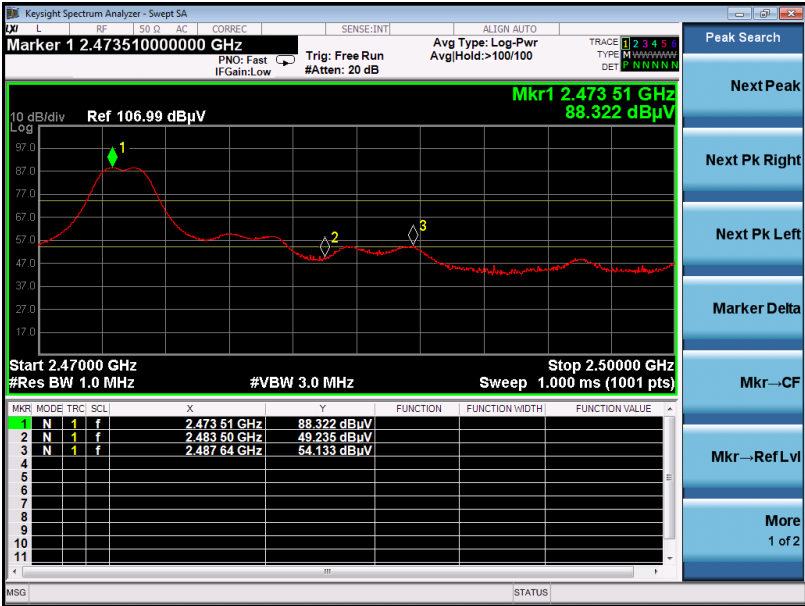 Keysight Spectrum Analyzer - Swept SA
LXI L RF 50 Ω AC CORREC SENSE:INT ALIGN AUTO
Marker 1 2.473510000000 GHz
PNO: Fast
IFGain:Low
Trig: Free Run
#Atten: 20 dB
Avg Type: Log-Pwr
Avg|Hold:>100/100
TRACE 1 2 3 4 5 6
TYPE M WWWWW
DET P N N N N N
Mkr1 2.473 51 GHz
88.322 dBµV
10 dB/div Ref 106.99 dBµV
Log
97.0
87.0
77.0
67.0
57.0
47.0
37.0
27.0
17.0
1
2
3
Start 2.47000 GHz Stop 2.50000 GHz
#Res BW 1.0 MHz #VBW 3.0 MHz Sweep 1.000 ms (1001 pts)
MKR MODE TRC SCL X Y FUNCTION FUNCTION WIDTH FUNCTION VALUE
1 N 1 f 2.473 51 GHz 88.322 dBµV
2 N 1 f 2.483 50 GHz 49.235 dBµV
3 N 1 f 2.487 64 GHz 54.133 dBµV
4
5
6
7
8
9
10
11
MSG STATUS
Peak Search
Next Peak
Next Pk Right
Next Pk Left
Marker Delta
Mkr→CF
Mkr→Ref Lvl
More
1 of 2